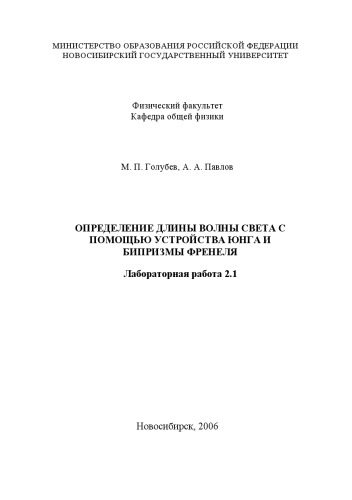 МИНИСТЕРСТВО ОБРАЗОВАНИЯ РОССИЙСКОЙ ФЕДЕРАЦИИ
НОВОСИБИРСКИЙ ГОСУДАРСТВЕННЫЙ УНИВЕРСИТЕТ
Физический факультет
Кафедра общей физики
М. П. Голубев, А. А. Павлов
ОПРЕДЕЛЕНИЕ ДЛИНЫ ВОЛНЫ СВЕТА С
ПОМОЩЬЮ УСТРОЙСТВА ЮНГА И
БИПРИЗМЫ ФРЕНЕЛЯ
Лабораторная работа 2.1
Новосибирск, 2006